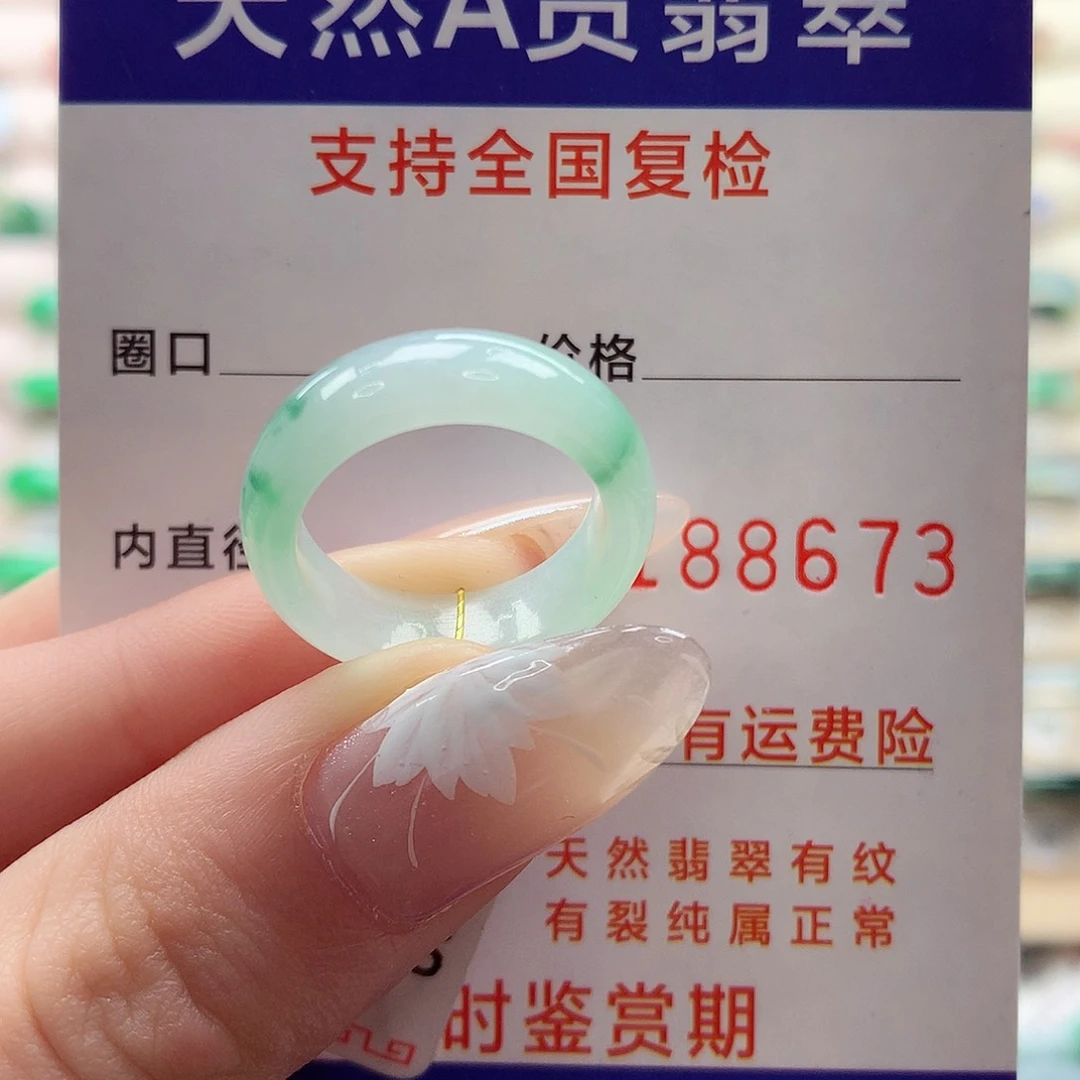 天然A货翡翠
支持全国复检
圈口 价格
内直径
88673
有运费险
天然翡翠有纹
有裂纯属正常
时鉴赏期